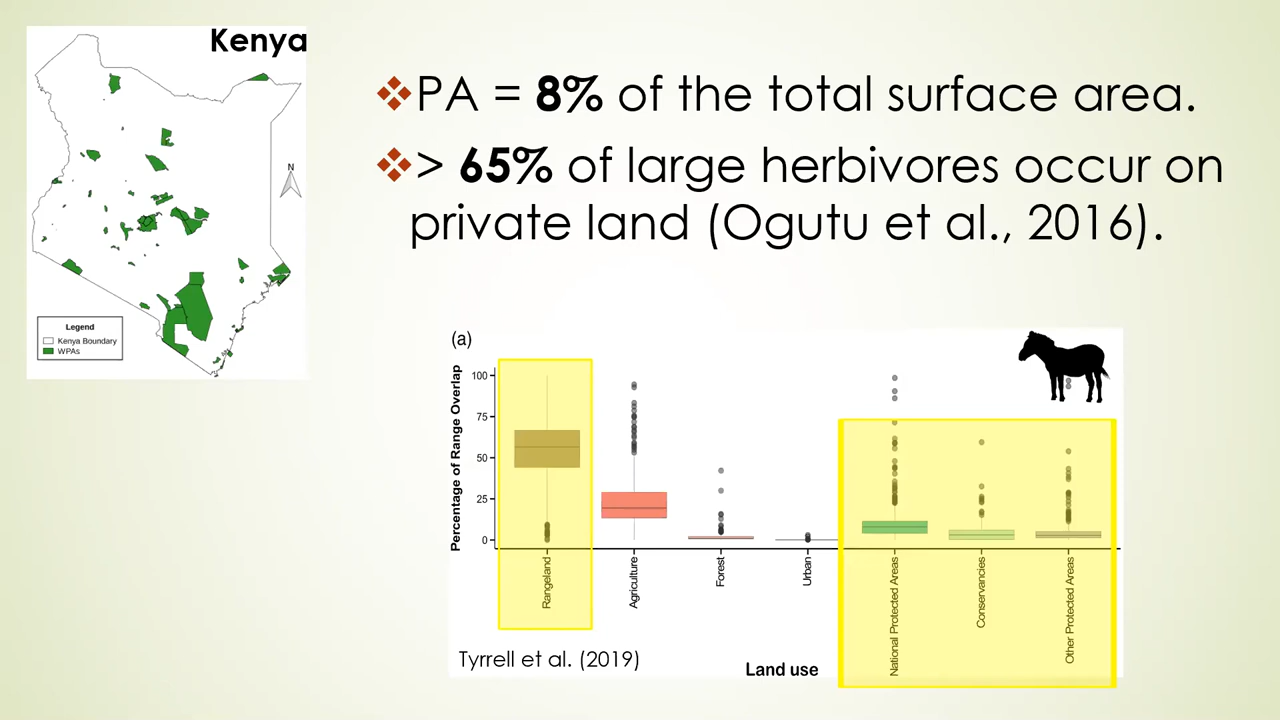 Kenya
N
Legend
Kenya Boundary
WPAs
❖PA = 8% of the total surface area.
❖> 65% of large herbivores occur on
private land (Ogutu et al., 2016).
(a)
Percentage of Range Overlap
100
75
50
25
0
Rangeland
Agriculture
Forest
Urban
National Protected Areas
Conservancies
Other Protected Areas
Land use
Tyrrell et al. (2019)